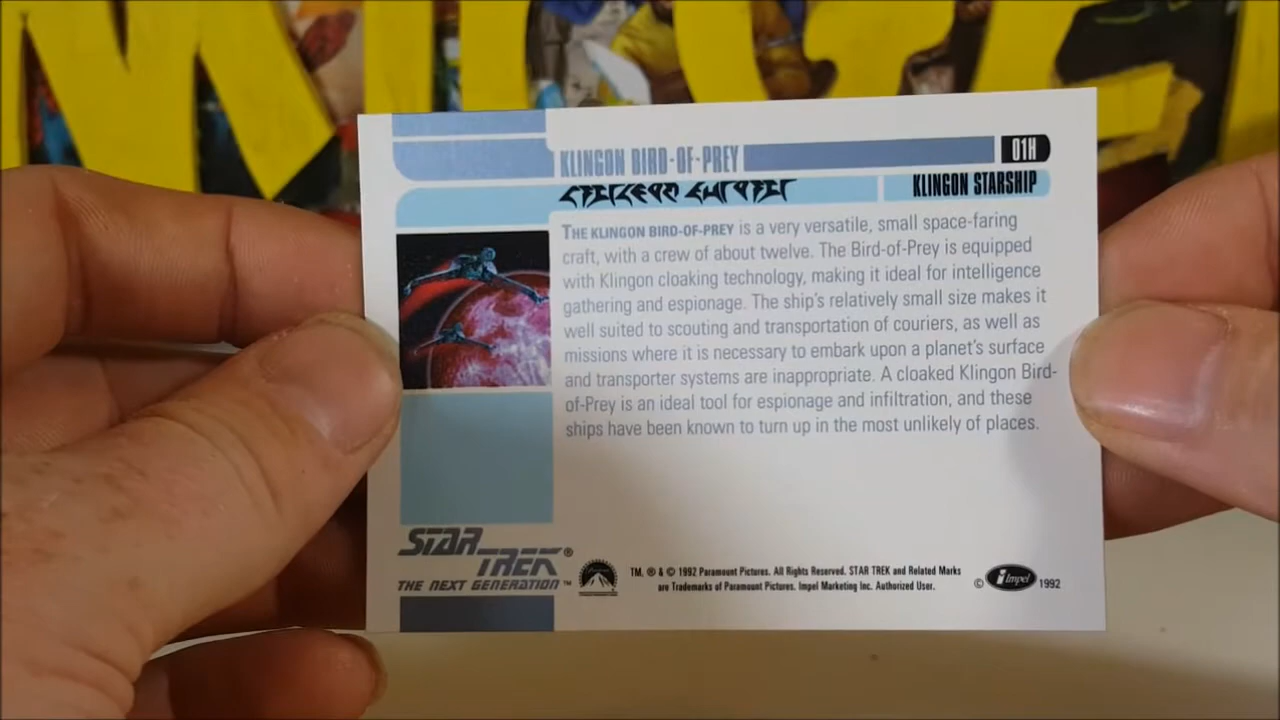 KLINGON BIRD-OF-PREY
01H
KLINGON STARSHIP
THE KLINGON BIRD-OF-PREY is a very versatile, small space-faring
craft, with a crew of about twelve. The Bird-of-Prey is equipped
with Klingon cloaking technology, making it ideal for intelligence
gathering and espionage. The ship's relatively small size makes it
well suited to scouting and transportation of couriers, as well as
missions where it is necessary to embark upon a planet's surface
and transporter systems are inappropriate. A cloaked Klingon Bird-
of-Prey is an ideal tool for espionage and infiltration, and these
ships have been known to turn up in the most unlikely of places.
STAR
TREK®
THE NEXT GENERATION™
TM, ® & © 1992 Paramount Pictures. All Rights Reserved. STAR TREK and Related Marks
are Trademarks of Paramount Pictures. Impel Marketing Inc. Authorized User.
© Impel 1992